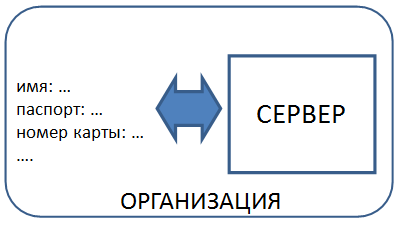 имя: ...
паспорт: ...
номер карты: ...
....
СЕРВЕР
ОРГАНИЗАЦИЯ